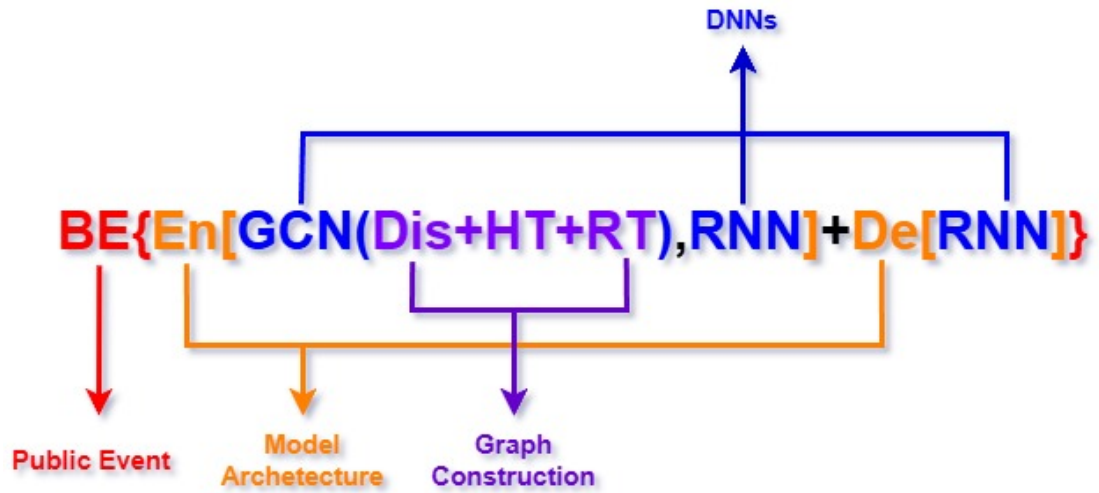 DNNs
BE{En[GCN(Dis+HT+RT),RNN]+De[RNN]}
Public Event
Model
Archetecture
Graph
Construction